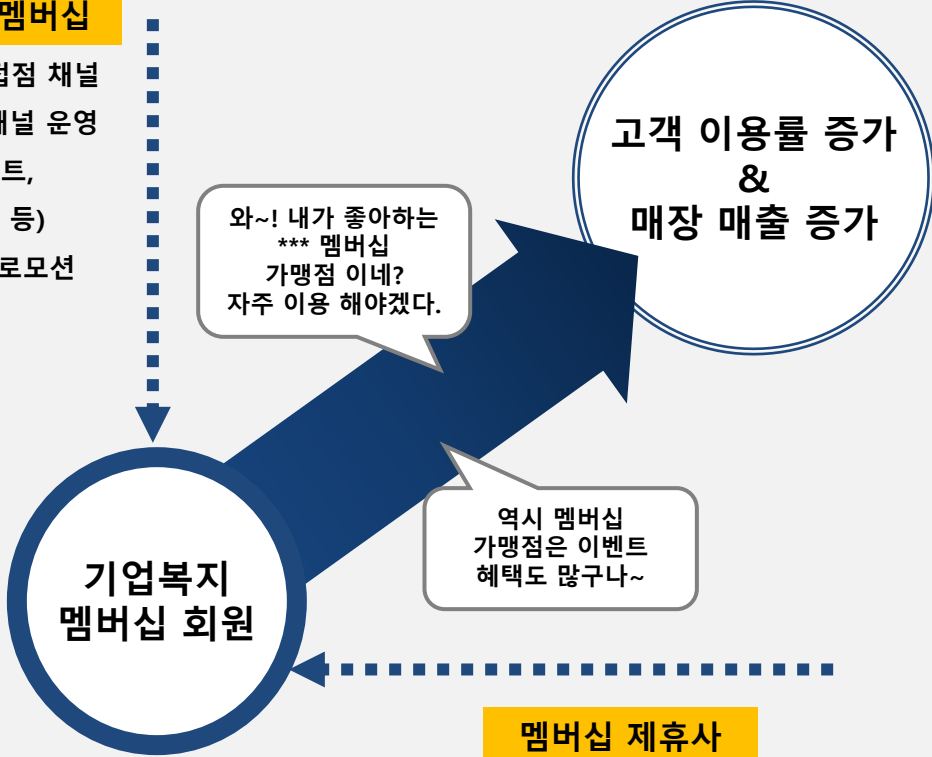 멤버십
접점 채널
채널 운영
트,
등)
로모션
고객 이용률 증가
&
매장 매출 증가
와~! 내가 좋아하는
*** 멤버십
가맹점 이네?
자주 이용 해야겠다.
역시 멤버십
가맹점은 이벤트
혜택도 많구나~
기업복지
멤버십 회원
멤버십 제휴사